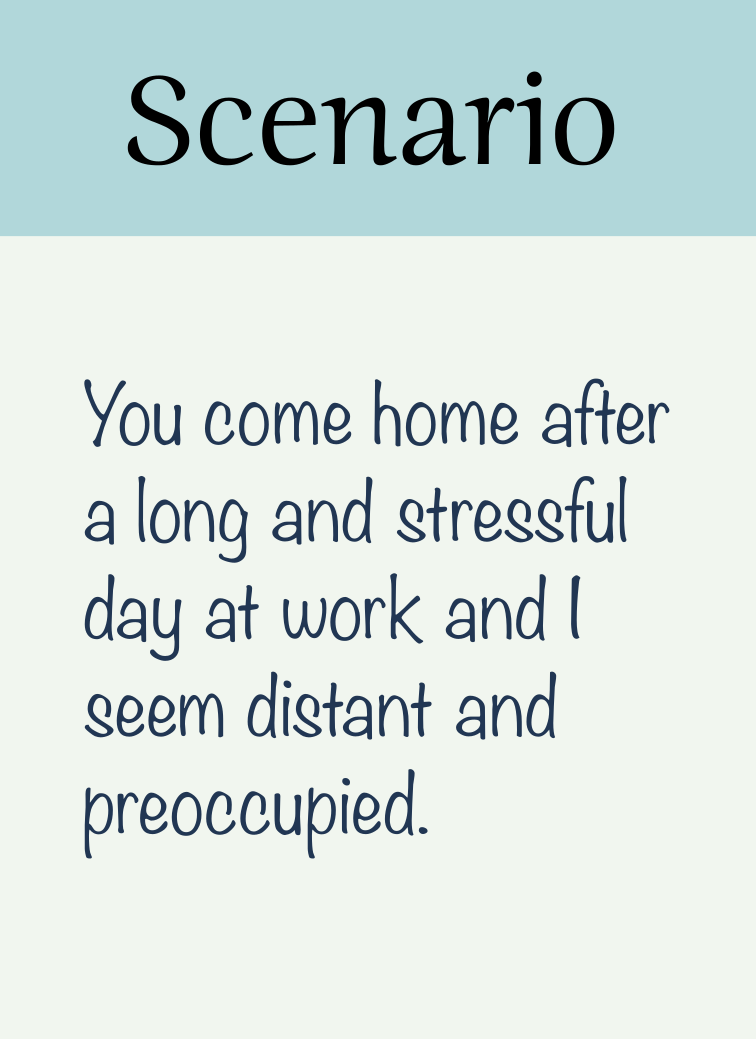 Scenario
You come home after
a long and stressful
day at work and I
seem distant and
preoccupied.